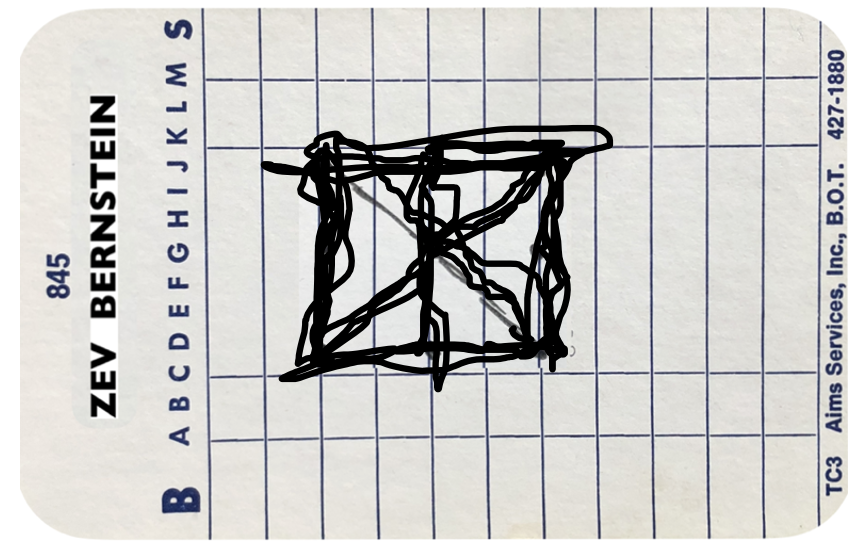 845
ZEV BERNSTEIN
B A B C D E F G H I J K L M S
TC3 Aims Services, Inc., B.O.T. 427-1880